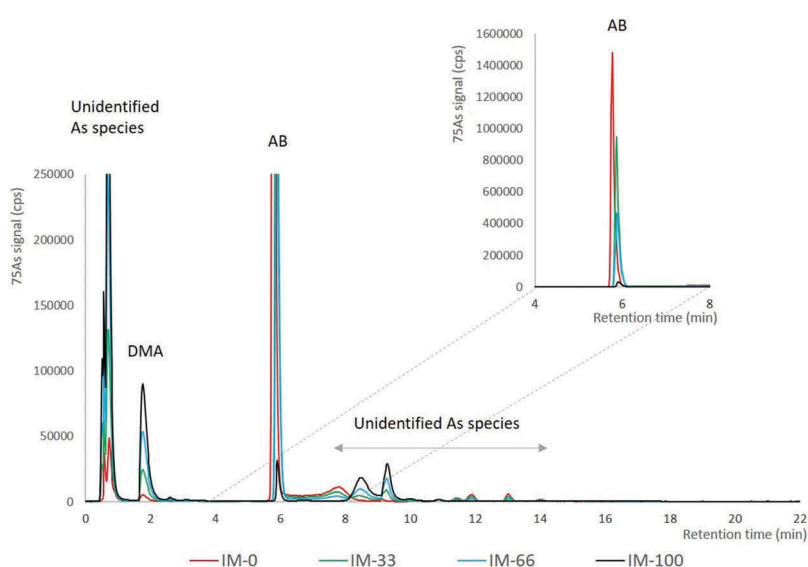 AB
1600000
1400000
1200000
1000000
800000
600000
400000
200000
0
75As signal (cps)
4
6
8
Retention time (min)
Unidentified
As species
AB
250000
200000
150000
100000
50000
0
75As signal (cps)
DMA
Unidentified As species
0
2
4
6
8
10
12
14
16
18
20
22
Retention time (min)
IM-0
IM-33
IM-66
IM-100